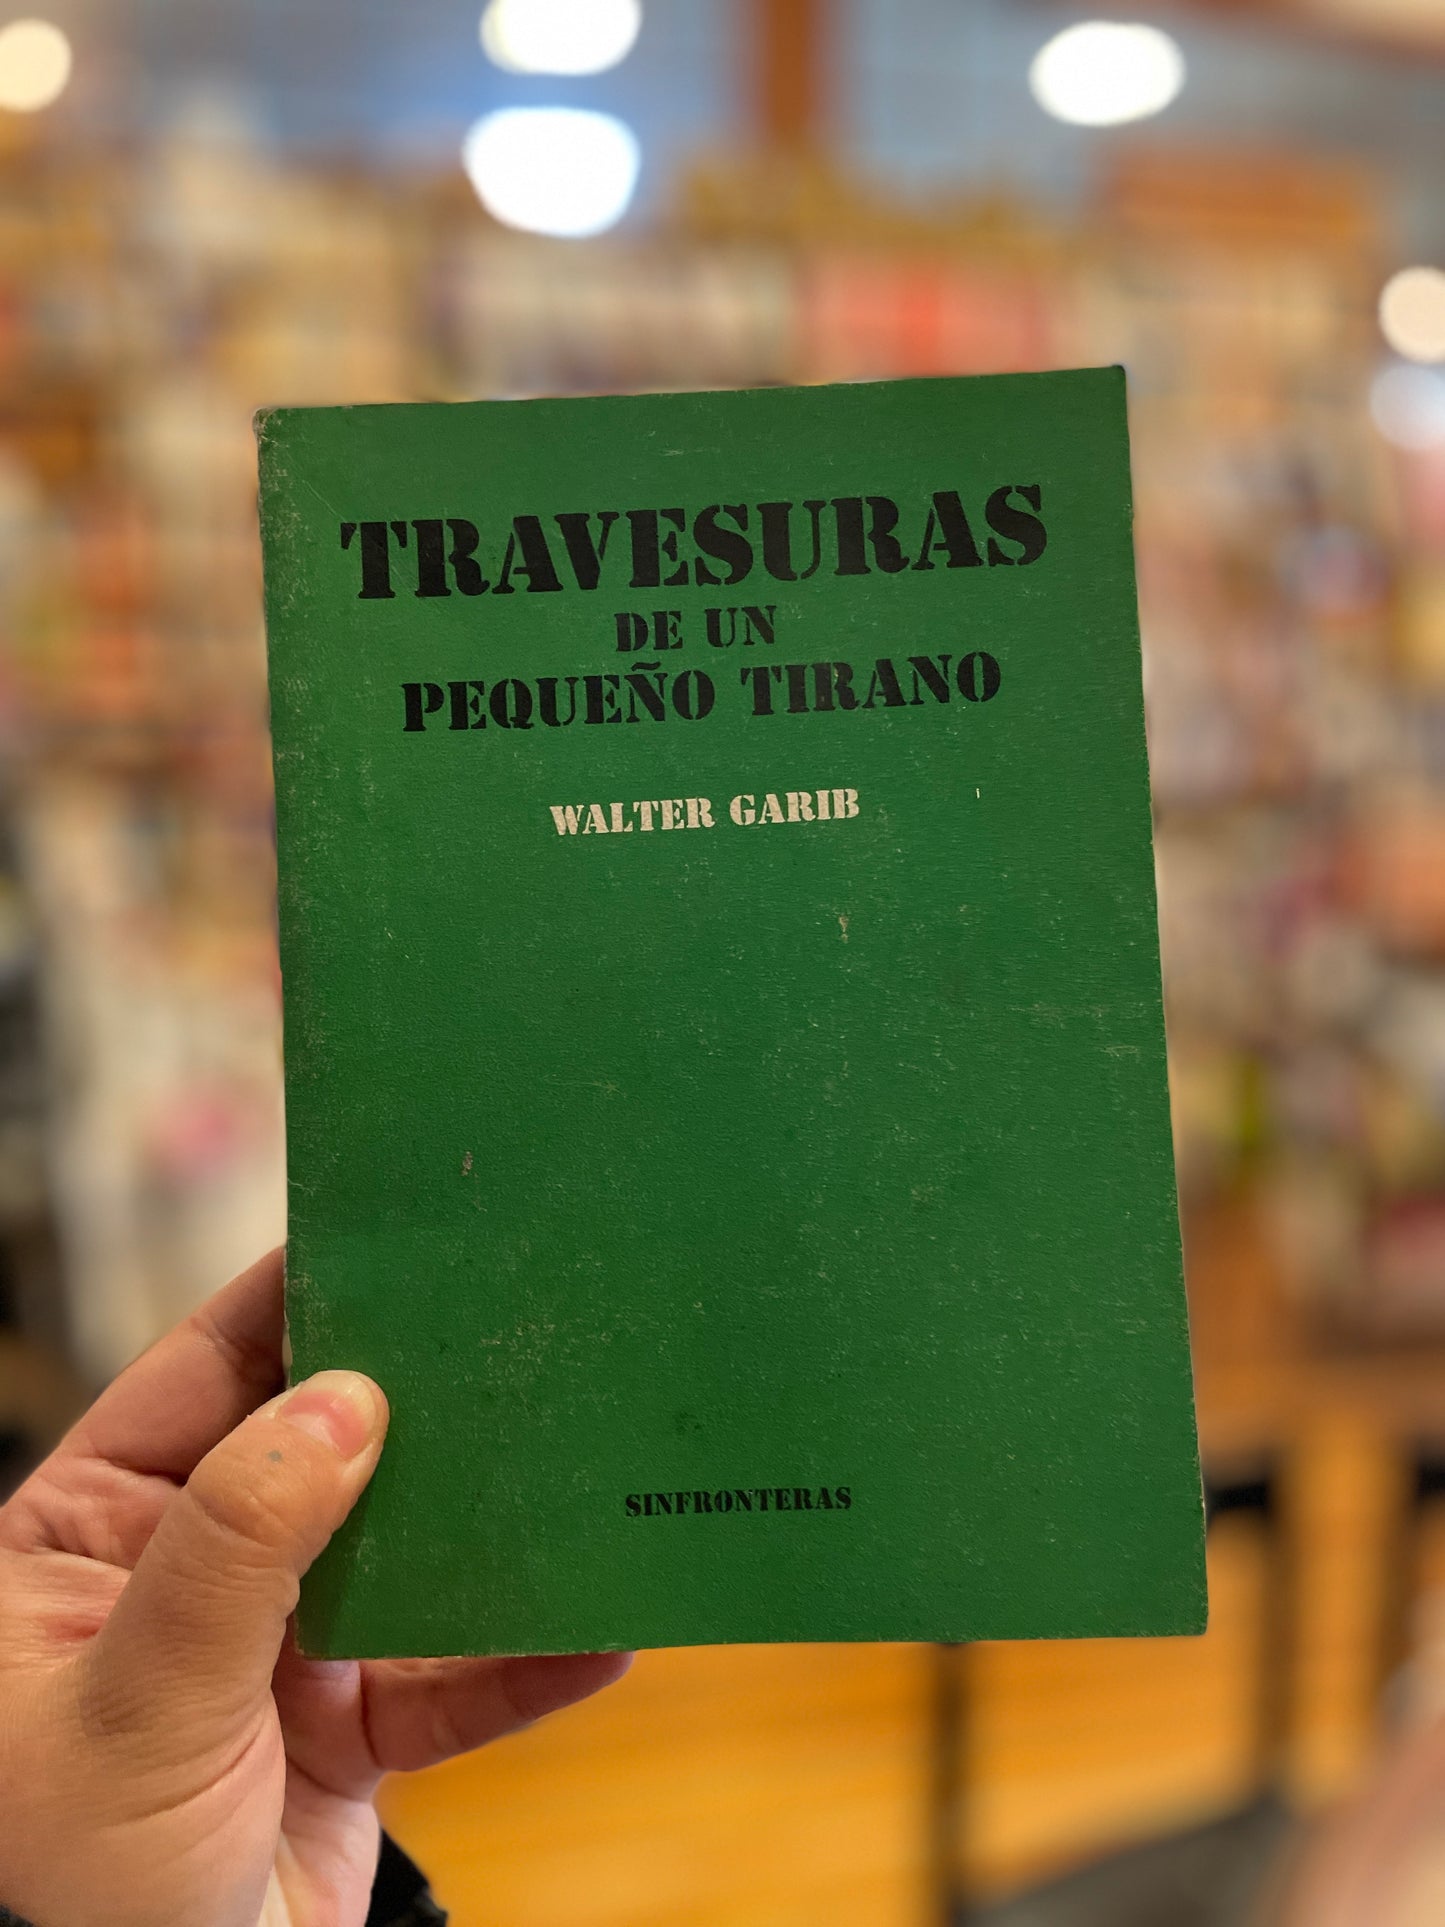 TRAVESURAS
DE UN
PEQUEÑO TIRANO
WALTER GARIB
SINFRONTERAS